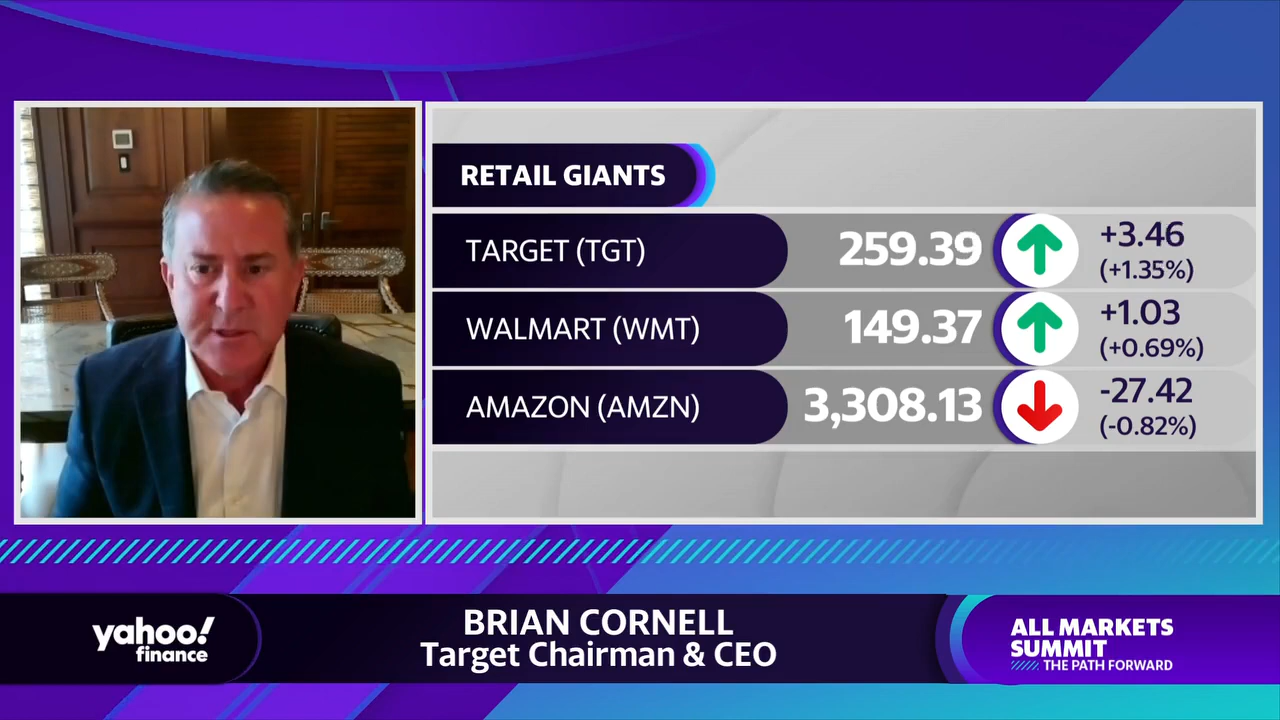 RETAIL GIANTS
TARGET (TGT) 259.39 +3.46
(+1.35%)
WALMART (WMT) 149.37 +1.03
(+0.69%)
AMAZON (AMZN) 3,308.13 -27.42
(-0.82%)
yahoo!
finance
BRIAN CORNELL
Target Chairman & CEO
ALL MARKETS
SUMMIT
THE PATH FORWARD